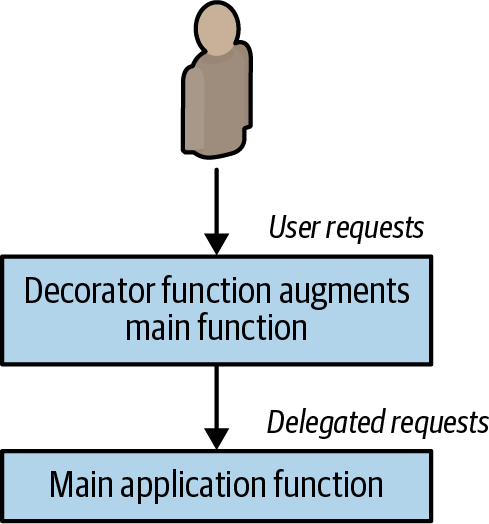 User requests
Decorator function augments
main function
Delegated requests
Main application function